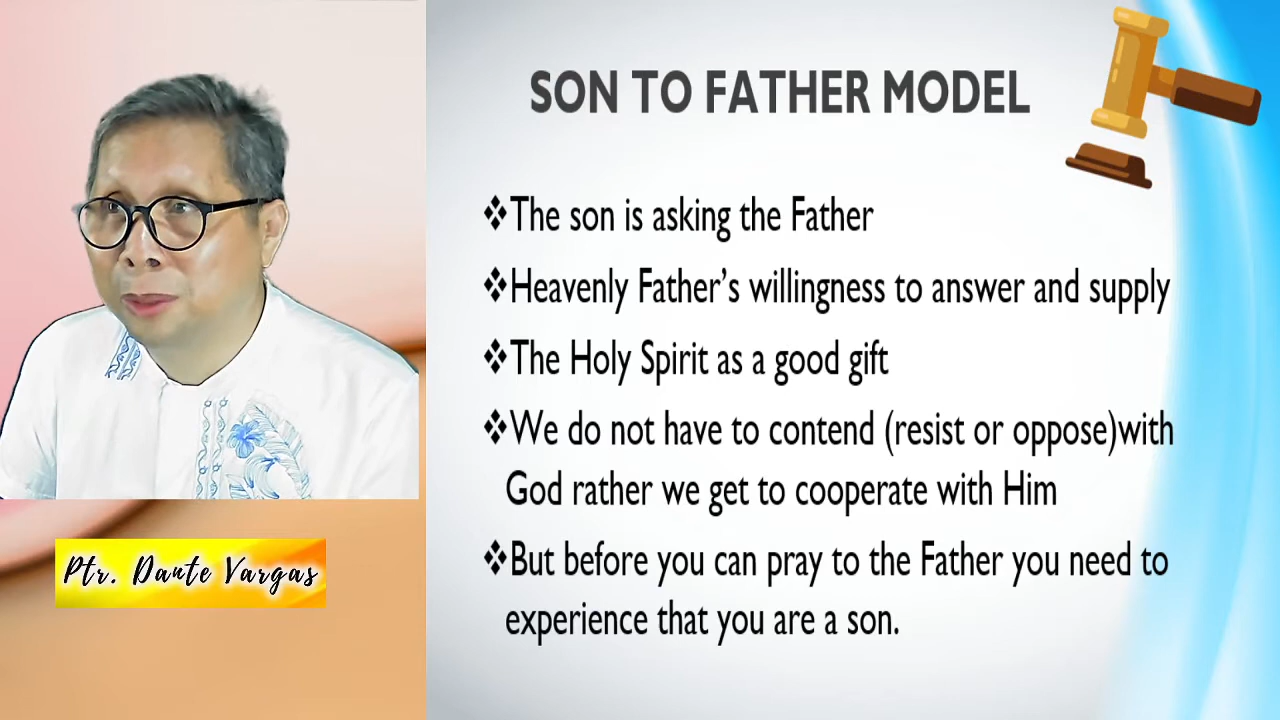 SON TO FATHER MODEL
❖The son is asking the Father
❖Heavenly Father’s willingness to answer and supply
❖The Holy Spirit as a good gift
❖We do not have to contend (resist or oppose)with
God rather we get to cooperate with Him
❖But before you can pray to the Father you need to
experience that you are a son.
Ptr. Dante Vargas